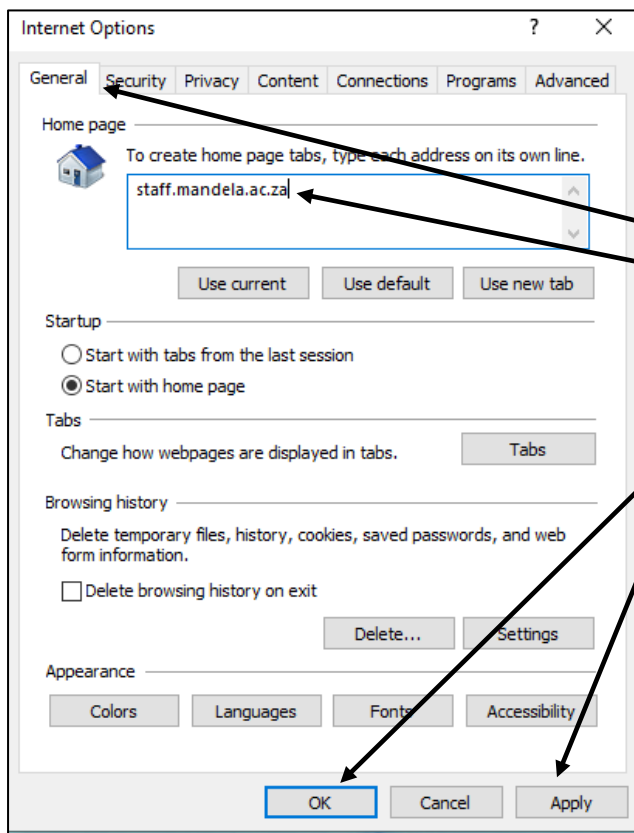 Internet Options ? ×
General Security Privacy Content Connections Programs Advanced
Home page
To create home page tabs, type each address on its own line.
staff.mandela.ac.za
Use current Use default Use new tab
Startup
Start with tabs from the last session
Start with home page
Tabs
Change how webpages are displayed in tabs. Tabs
Browsing history
Delete temporary files, history, cookies, saved passwords, and web
form information.
Delete browsing history on exit
Delete... Settings
Appearance
Colors Languages Fonts Accessibility
OK Cancel Apply